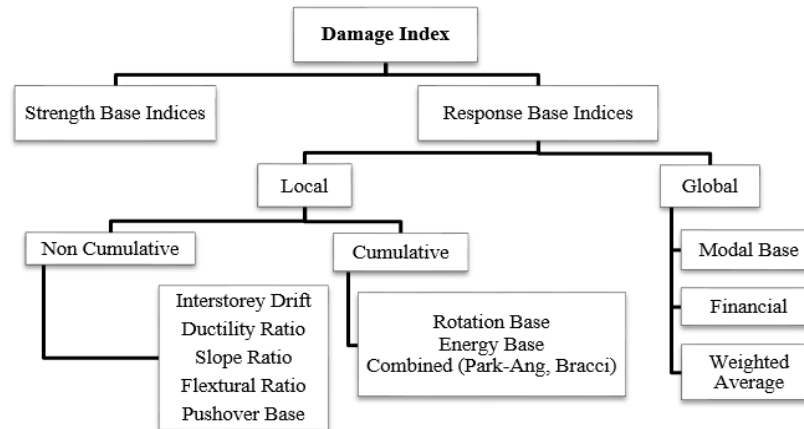 Damage Index
Strength Base Indices
Response Base Indices
Local
Global
Non Cumulative
Cumulative
Modal Base
Interstorey Drift
Ductility Ratio
Slope Ratio
Flextural Ratio
Pushover Base
Rotation Base
Energy Base
Combined (Park-Ang, Bracci)
Financial
Weighted
Average